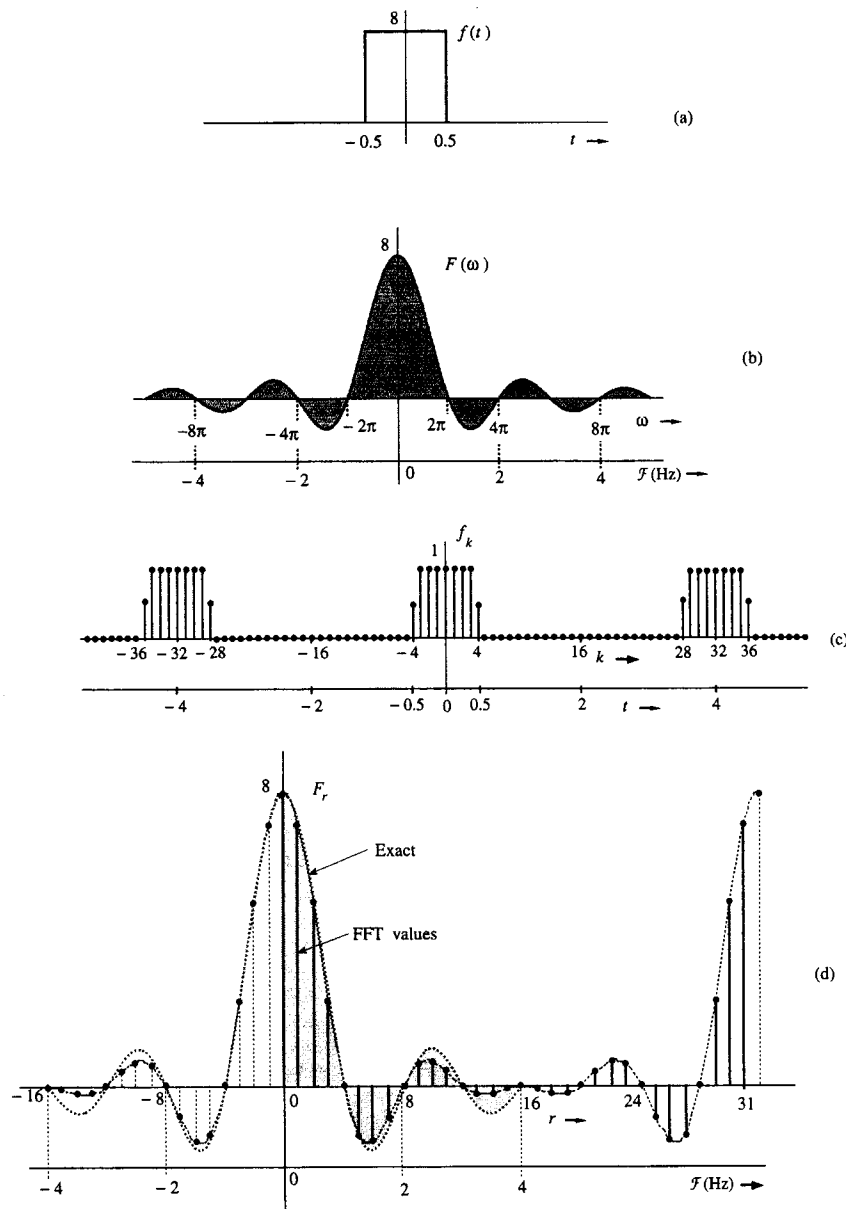 8
f(t)
(a)
− 0.5
0.5
t →
8
F(ω)
(b)
−8π
− 4π
− 2π
2π
4π
8π
ω →
− 4
− 2
0
2
4
ℱ(Hz) →
f_k
1
(c)
− 36
− 32
− 28
− 16
− 4
4
16
k →
28
32
36
− 4
− 2
− 0.5
0
0.5
2
t →
4
8
F_r
Exact
FFT values
(d)
−16
−8
0
8
16
r →
24
31
− 4
− 2
0
2
4
ℱ(Hz) →